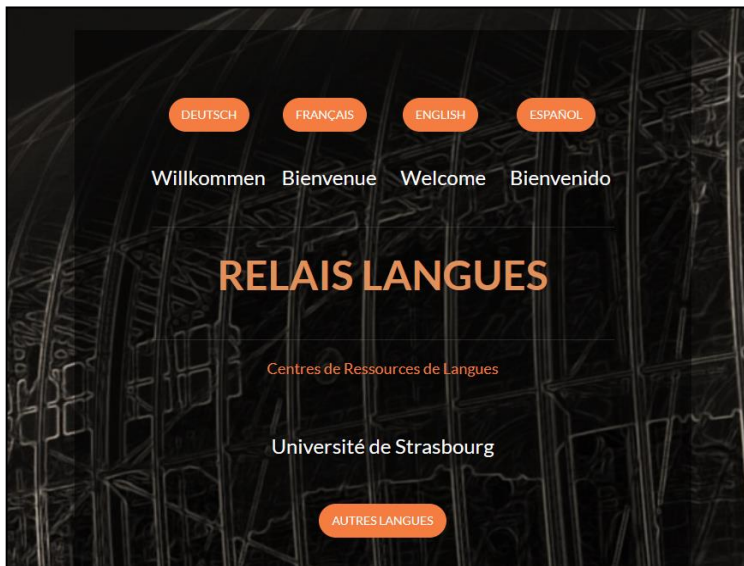 DEUTSCH FRANÇAIS ENGLISH ESPAÑOL
Willkommen Bienvenue Welcome Bienvenido
RELAIS LANGUES
Centres de Ressources de Langues
Université de Strasbourg
AUTRES LANGUES